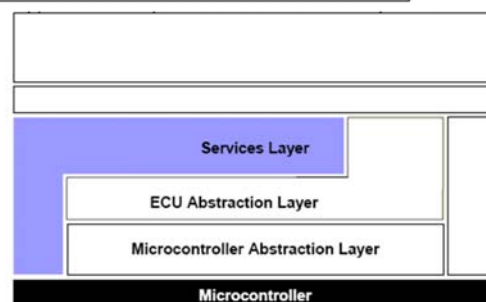 Services Layer
ECU Abstraction Layer
Microcontroller Abstraction Layer
Microcontroller